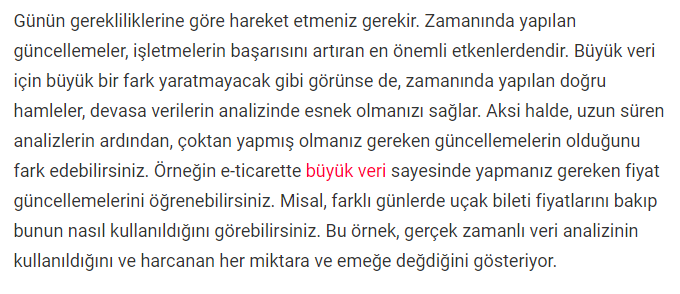 Günün gerekliliklerine göre hareket etmeniz gerekir. Zamanında yapılan
güncellemeler, işletmelerin başarısını artıran en önemli etkenlerdendir. Büyük veri
için büyük bir fark yaratmayacak gibi görünse de, zamanında yapılan doğru
hamleler, devasa verilerin analizinde esnek olmanızı sağlar. Aksi halde, uzun süren
analizlerin ardından, çoktan yapmış olmanız gereken güncellemelerin olduğunu
fark edebilirsiniz. Örneğin e-ticarette büyük veri sayesinde yapmanız gereken fiyat
güncellemelerini öğrenebilirsiniz. Misal, farklı günlerde uçak bileti fiyatlarını bakıp
bunun nasıl kullanıldığını görebilirsiniz. Bu örnek, gerçek zamanlı veri analizinin
kullanıldığını ve harcanan her miktara ve emeğe değdiğini gösteriyor.